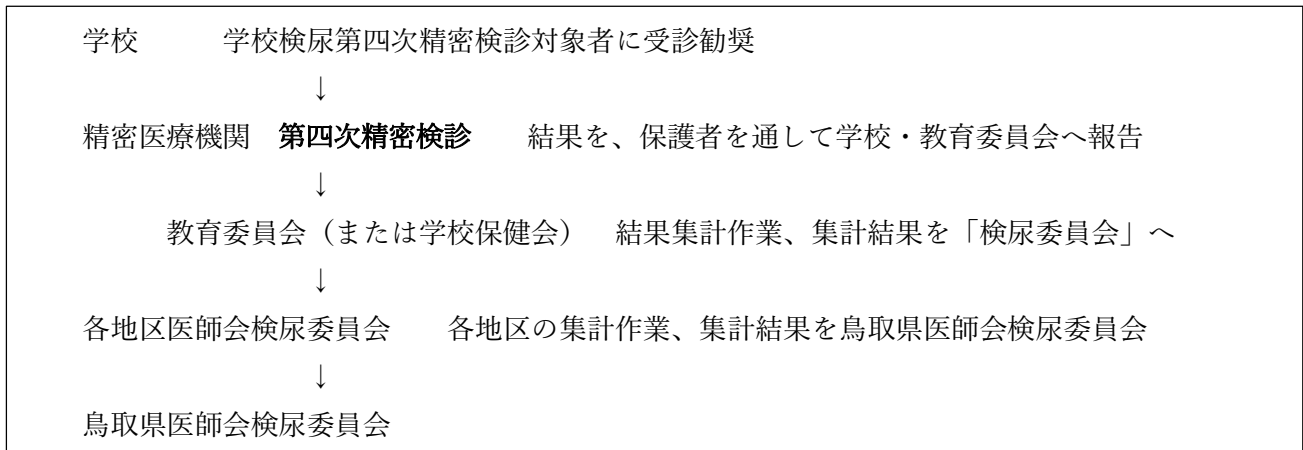 学校　　　学校検尿第四次精密検診対象者に受診勧奨
↓
精密医療機関　第四次精密検診　　結果を、保護者を通して学校・教育委員会へ報告
↓
教育委員会（または学校保健会）　結果集計作業、集計結果を「検尿委員会」へ
↓
各地区医師会検尿委員会　　各地区の集計作業、集計結果を鳥取県医師会検尿委員会
↓
鳥取県医師会検尿委員会